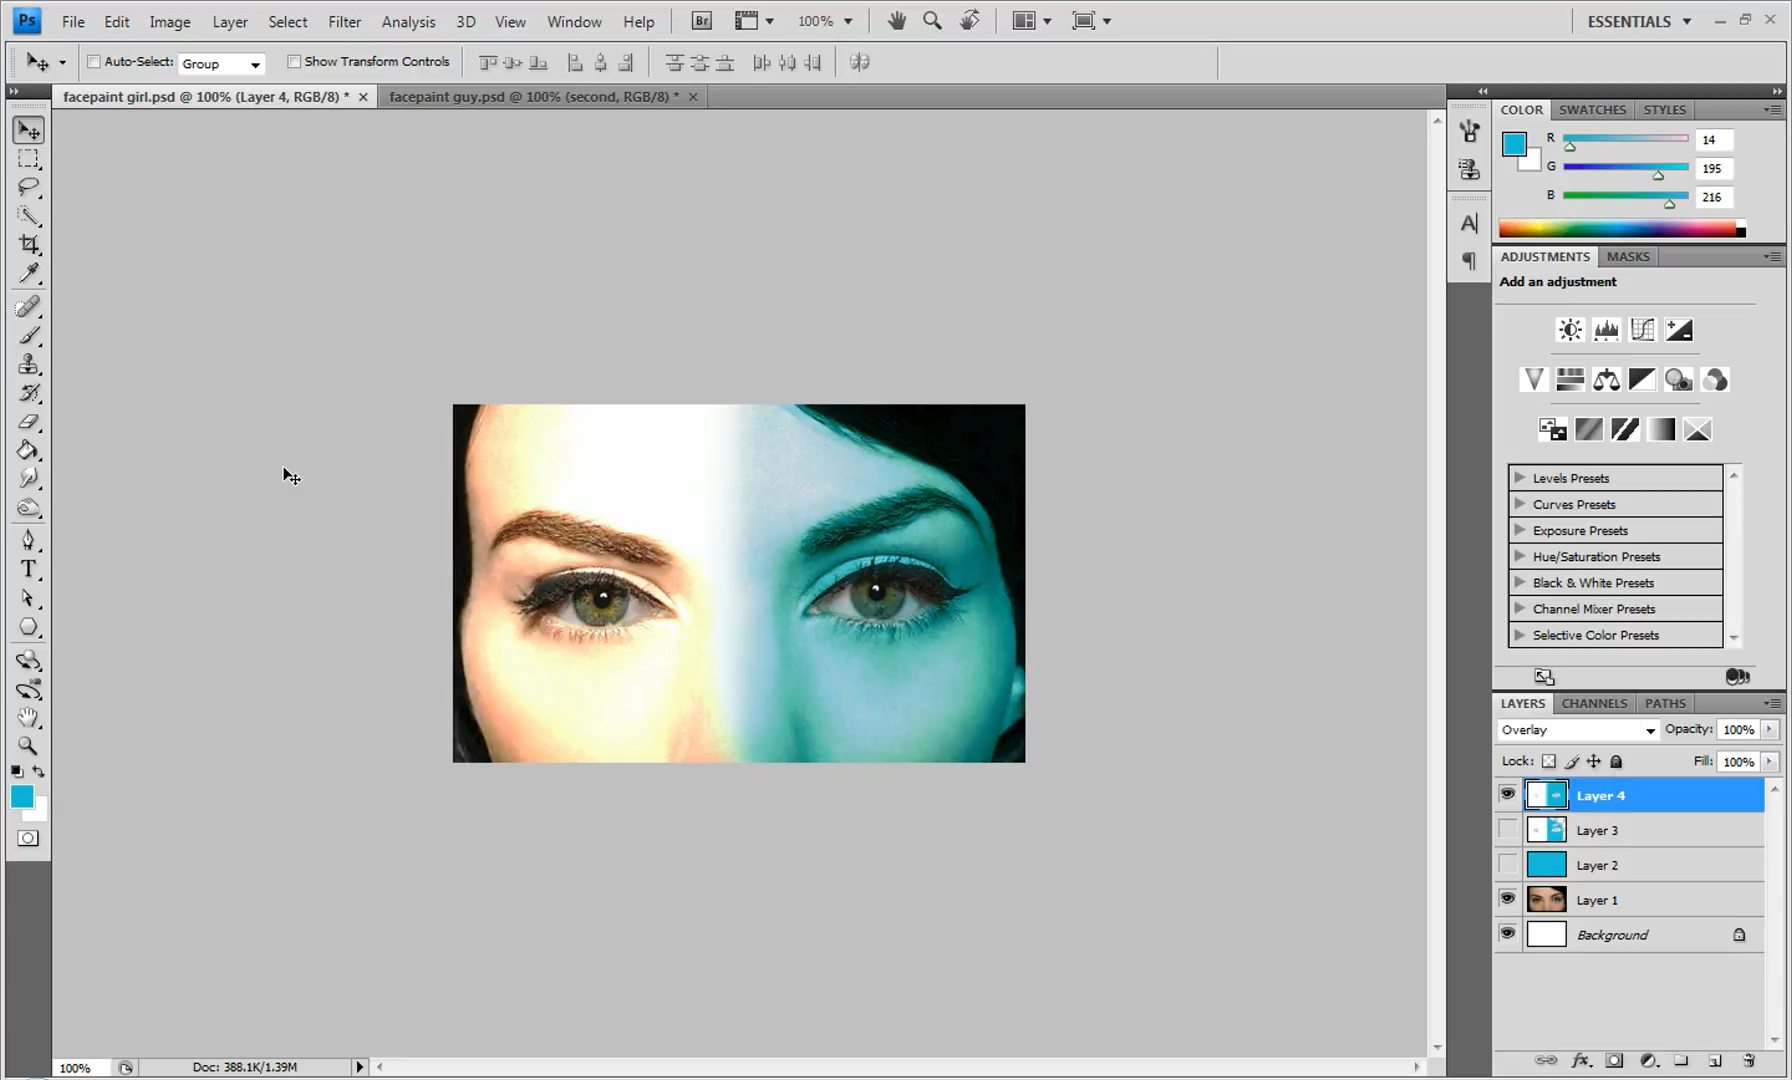 Ps File Edit Image Layer Select Filter Analysis 3D View Window Help Br 100% ESSENTIALS
Auto-Select: Group Show Transform Controls
facepaint girl.psd @ 100% (Layer 4, RGB/8) * facepaint guy.psd @ 100% (second, RGB/8) *
COLOR SWATCHES STYLES
R 14
G 195
B 216
ADJUSTMENTS MASKS
Add an adjustment
Levels Presets
Curves Presets
Exposure Presets
Hue/Saturation Presets
Black & White Presets
Channel Mixer Presets
Selective Color Presets
LAYERS CHANNELS PATHS
Overlay Opacity: 100%
Lock: Fill: 100%
Layer 4
Layer 3
Layer 2
Layer 1
Background
100% Doc: 388.1K/1.39M